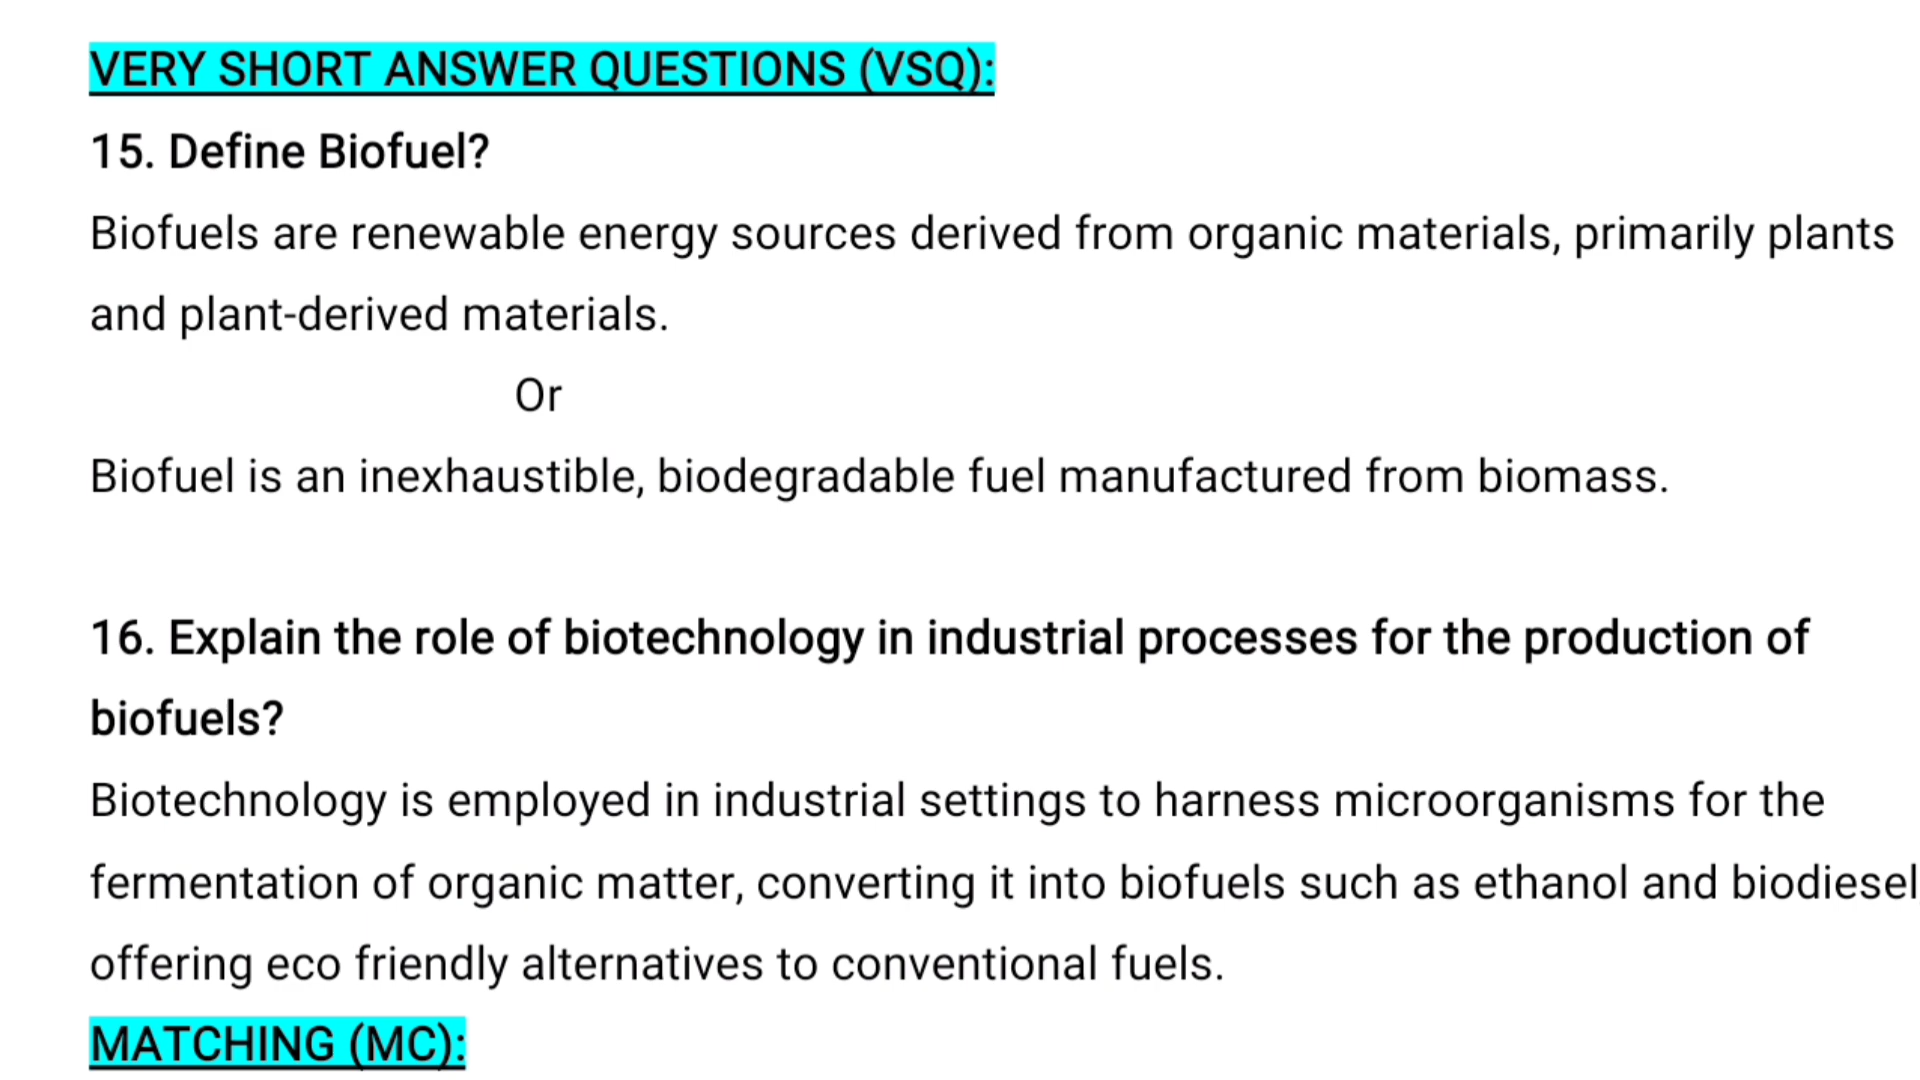 VERY SHORT ANSWER QUESTIONS (VSQ):
15. Define Biofuel?
Biofuels are renewable energy sources derived from organic materials, primarily plants
and plant-derived materials.
Or
Biofuel is an inexhaustible, biodegradable fuel manufactured from biomass.
16. Explain the role of biotechnology in industrial processes for the production of
biofuels?
Biotechnology is employed in industrial settings to harness microorganisms for the
fermentation of organic matter, converting it into biofuels such as ethanol and biodiesel
offering eco friendly alternatives to conventional fuels.
MATCHING (MC):